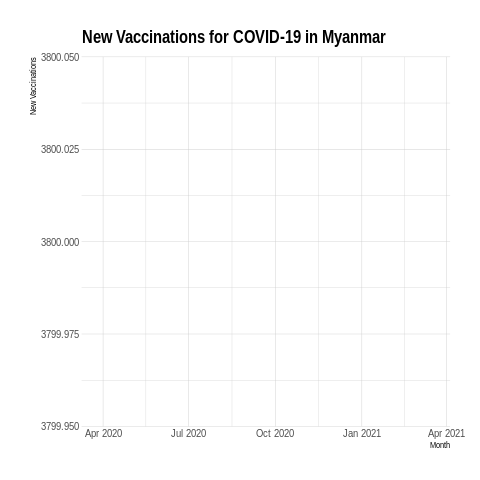 New Vaccinations for COVID-19 in Myanmar
New Vaccinations
3800.050
3800.025
3800.000
3799.975
3799.950
Apr 2020 Jul 2020 Oct 2020 Jan 2021 Apr 2021
Month